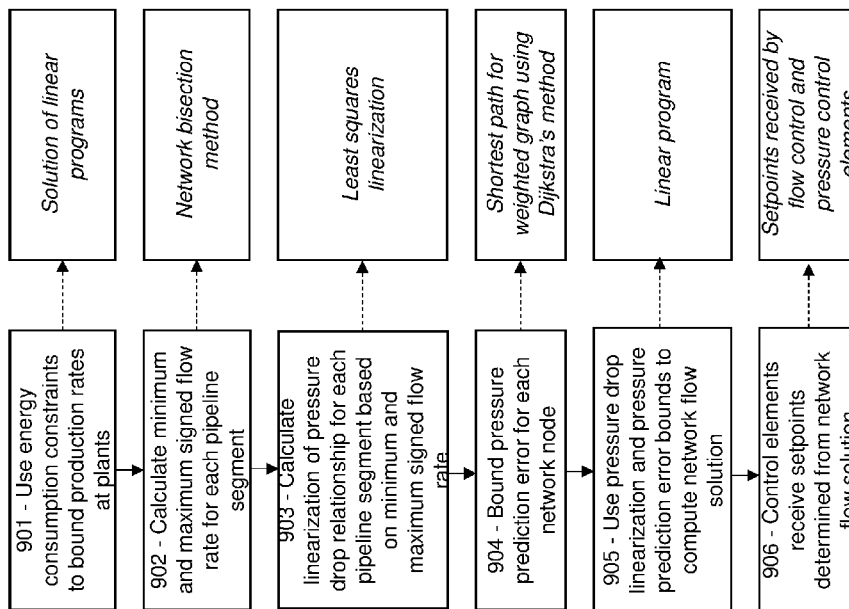 901 - Use energy
consumption constraints
to bound production rates
at plants
Solution of linear
programs
902 - Calculate minimum
and maximum signed flow
rate for each pipeline
segment
Network bisection
method
903 - Calculate
linearization of pressure
drop relationship for each
pipeline segment based
on minimum and
maximum signed flow
rate
Least squares
linearization
904 - Bound pressure
prediction error for each
network node
Shortest path for
weighted graph using
Dijkstra's method
905 - Use pressure drop
linearization and pressure
prediction error bounds to
compute network flow
solution
Linear program
906 - Control elements
receive setpoints
determined from network
flow solution
Setpoints received by
flow control and
pressure control
elements